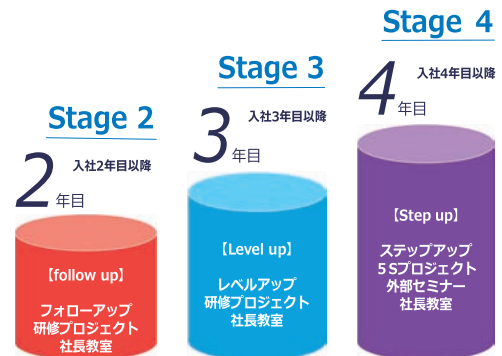 Stage 2
入社2年目以降
2年目
【follow up】
フォローアップ
研修プロジェクト
社長教室
Stage 3
入社3年目以降
3年目
【Level up】
レベルアップ
研修プロジェクト
社長教室
Stage 4
入社4年目以降
4年目
【Step up】
ステップアップ
5Sプロジェクト
外部セミナー
社長教室